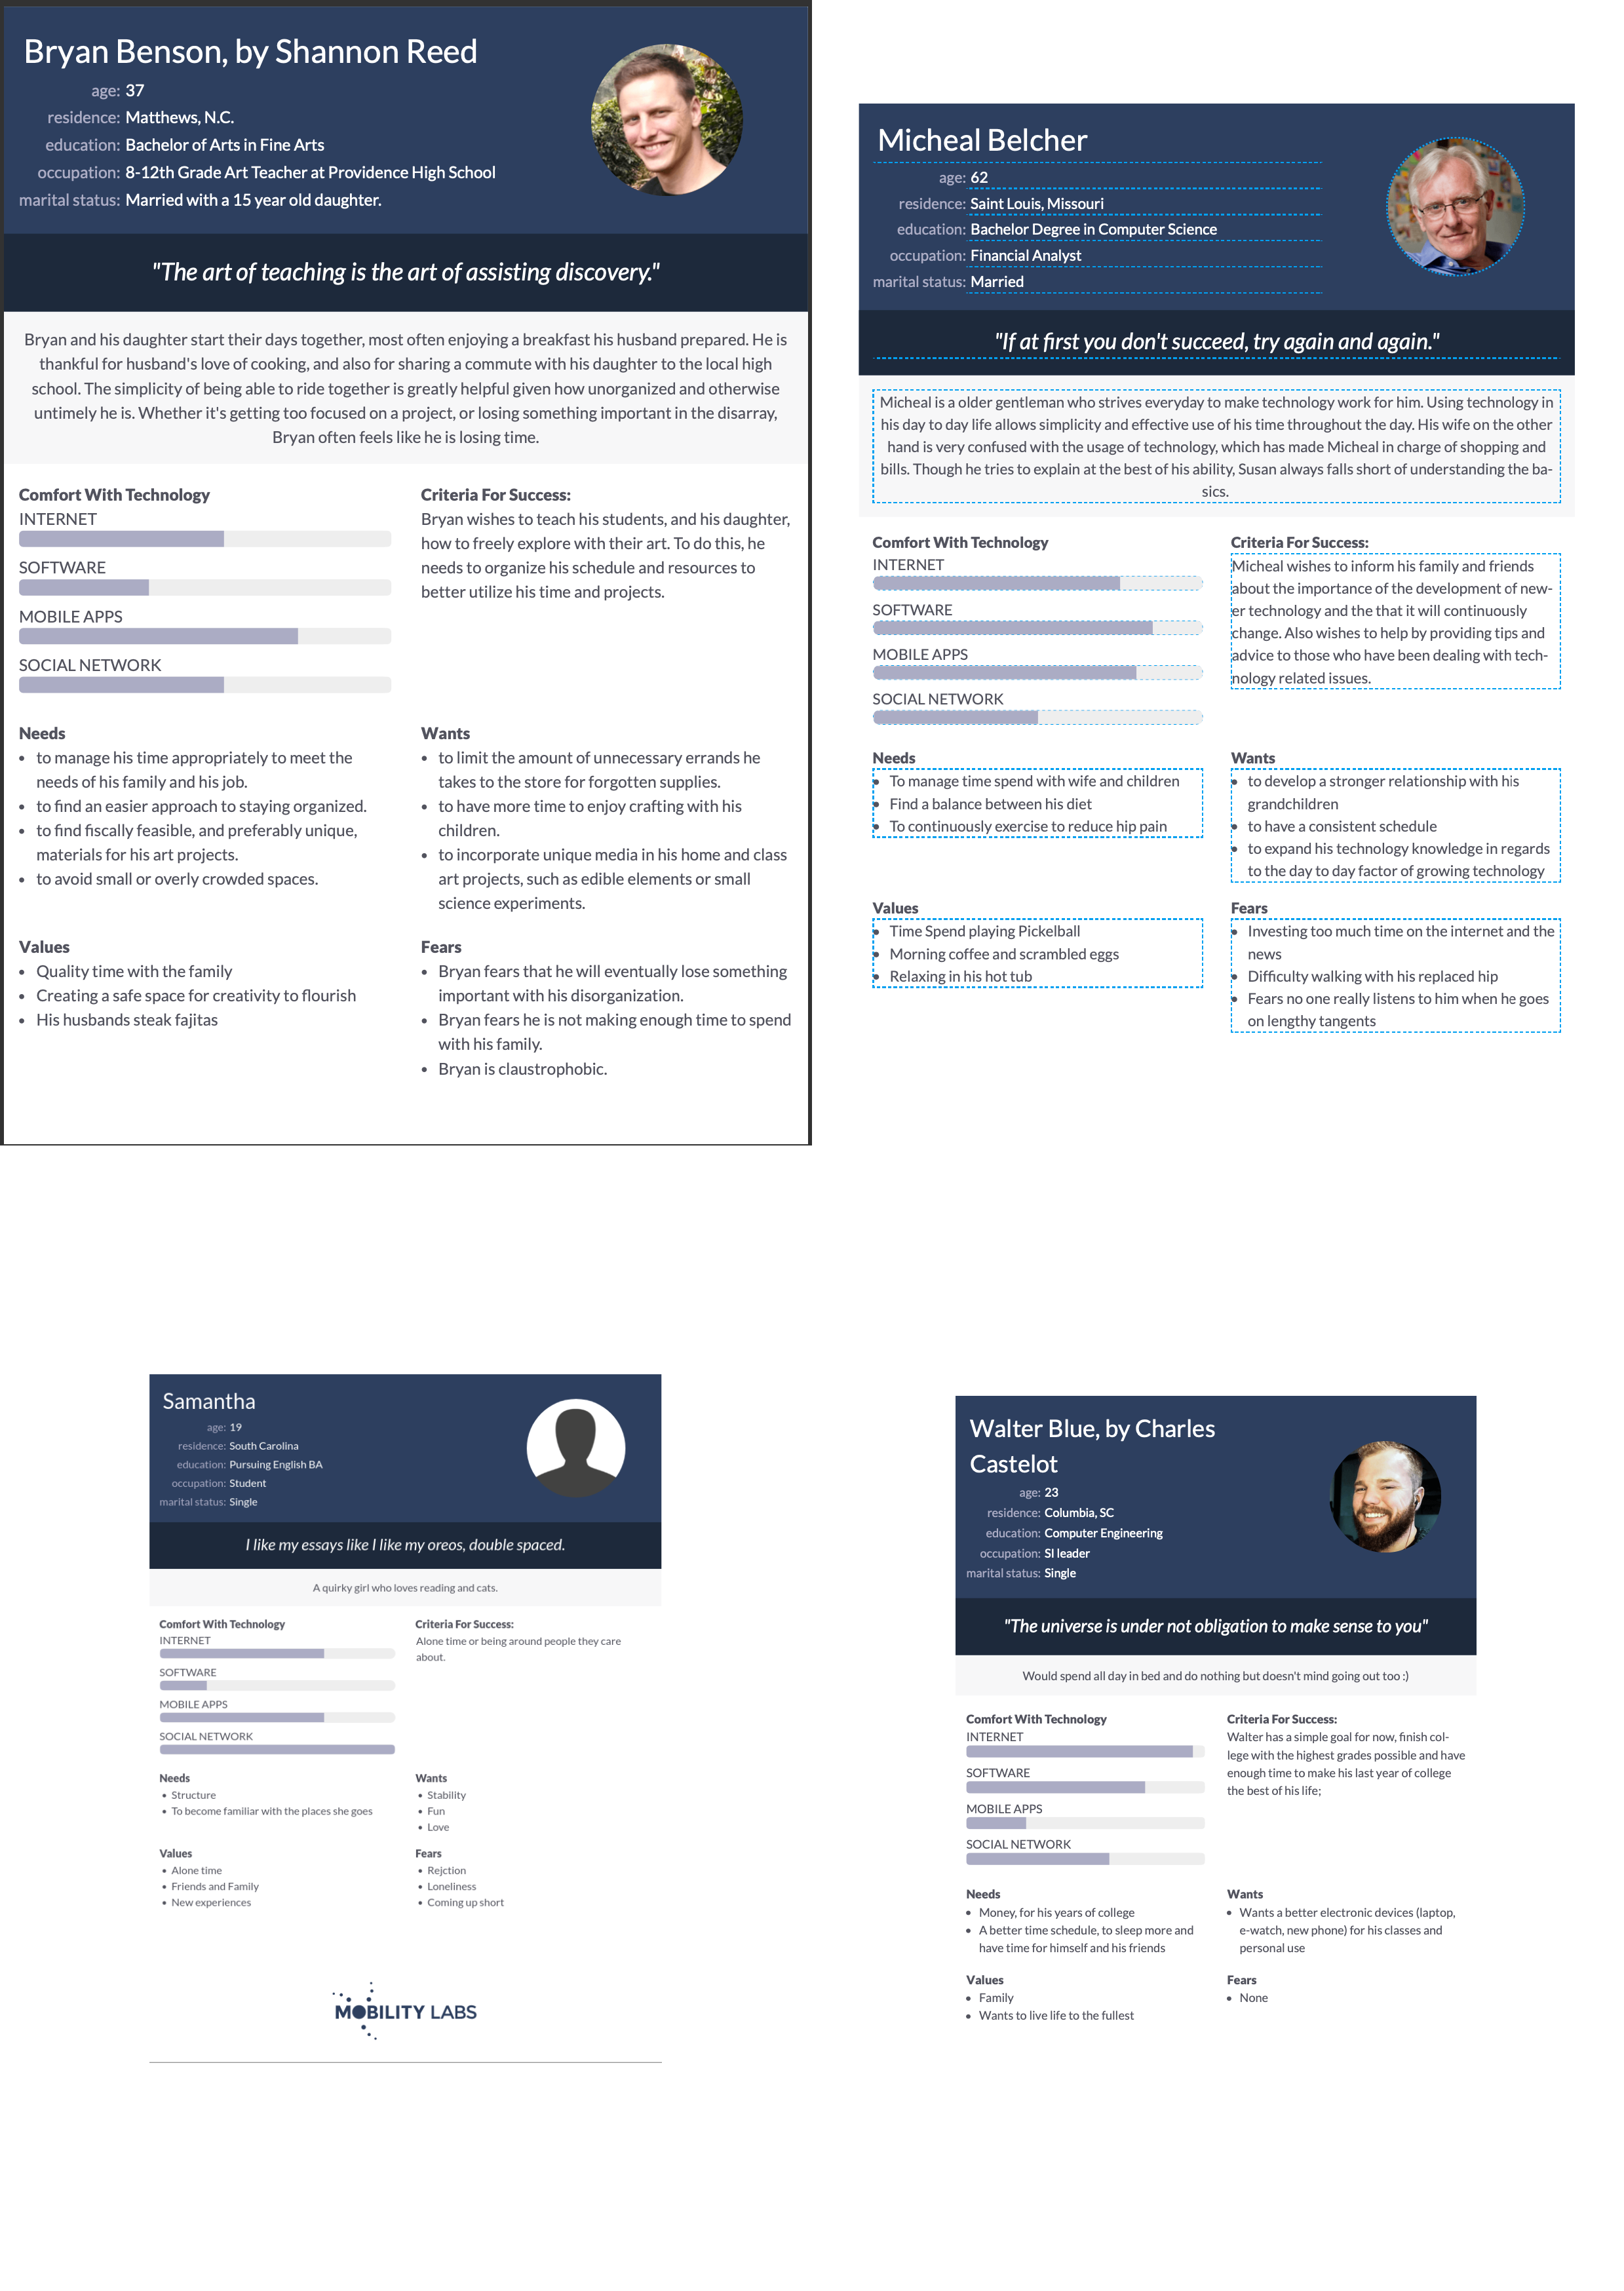 Bryan Benson, by Shannon Reed
age: 37
residence: Matthews, N.C.
education: Bachelor of Arts in Fine Arts
occupation: 8-12th Grade Art Teacher at Providence High School
marital status: Married with a 15 year old daughter.
"The art of teaching is the art of assisting discovery."
Bryan and his daughter start their days together, most often enjoying a breakfast his husband prepared. He is
thankful for husband's love of cooking, and also for sharing a commute with his daughter to the local high
school. The simplicity of being able to ride together is greatly helpful given how unorganized and otherwise
untimely he is. Whether it's getting too focused on a project, or losing something important in the disarray,
Bryan often feels like he is losing time.
Comfort With Technology
INTERNET
SOFTWARE
MOBILE APPS
SOCIAL NETWORK
Criteria For Success:
Bryan wishes to teach his students, and his daughter,
how to freely explore with their art. To do this, he
needs to organize his schedule and resources to
better utilize his time and projects.
Needs
• to manage his time appropriately to meet the
needs of his family and his job.
• to find an easier approach to staying organized.
• to find fiscally feasible, and preferably unique,
materials for his art projects.
• to avoid small or overly crowded spaces.
Wants
• to limit the amount of unnecessary errands he
takes to the store for forgotten supplies.
• to have more time to enjoy crafting with his
children.
• to incorporate unique media in his home and class
art projects, such as edible elements or small
science experiments.
Values
• Quality time with the family
• Creating a safe space for creativity to flourish
• His husbands steak fajitas
Fears
• Bryan fears that he will eventually lose something
important with his disorganization.
• Bryan fears he is not making enough time to spend
with his family.
• Bryan is claustrophobic.
Micheal Belcher
age: 62
residence: Saint Louis, Missouri
education: Bachelor Degree in Computer Science
occupation: Financial Analyst
marital status: Married
"If at first you don't succeed, try again and again."
Micheal is a older gentleman who strives everyday to make technology work for him. Using technology in
his day to day life allows simplicity and effective use of his time throughout the day. His wife on the other
hand is very confused with the usage of technology, which has made Micheal in charge of shopping and
bills. Though he tries to explain at the best of his ability, Susan always falls short of understanding the ba-
sics.
Comfort With Technology
INTERNET
SOFTWARE
MOBILE APPS
SOCIAL NETWORK
Criteria For Success:
Micheal wishes to inform his family and friends
about the importance of the development of new-
er technology and the that it will continuously
change. Also wishes to help by providing tips and
advice to those who have been dealing with tech-
nology related issues.
Needs
• To manage time spend with wife and children
• Find a balance between his diet
• To continuously exercise to reduce hip pain
Wants
• to develop a stronger relationship with his
grandchildren
• to have a consistent schedule
• to expand his technology knowledge in regards
to the day to day factor of growing technology
Values
• Time Spend playing Pickelball
• Morning coffee and scrambled eggs
• Relaxing in his hot tub
Fears
• Investing too much time on the internet and the
news
• Difficulty walking with his replaced hip
• Fears no one really listens to him when he goes
on lengthy tangents
Samantha
age: 19
residence: South Carolina
education: Pursuing English BA
occupation: Student
marital status: Single
I like my essays like I like my oreos, double spaced.
A quirky girl who loves reading and cats.
Comfort With Technology
INTERNET
SOFTWARE
MOBILE APPS
SOCIAL NETWORK
Criteria For Success:
Alone time or being around people they care
about.
Needs
• Structure
• To become familiar with the places she goes
Wants
• Stability
• Fun
• Love
Values
• Alone time
• Friends and Family
• New experiences
Fears
• Rejction
• Loneliness
• Coming up short
MOBILITY LABS
Walter Blue, by Charles
Castelot
age: 23
residence: Columbia, SC
education: Computer Engineering
occupation: SI leader
marital status: Single
"The universe is under not obligation to make sense to you"
Would spend all day in bed and do nothing but doesn't mind going out too :)
Comfort With Technology
INTERNET
SOFTWARE
MOBILE APPS
SOCIAL NETWORK
Criteria For Success:
Walter has a simple goal for now, finish col-
lege with the highest grades possible and have
enough time to make his last year of college
the best of his life;
Needs
• Money, for his years of college
• A better time schedule, to sleep more and
have time for himself and his friends
Wants
• Wants a better electronic devices (laptop,
e-watch, new phone) for his classes and
personal use
Values
• Family
• Wants to live life to the fullest
Fears
• None